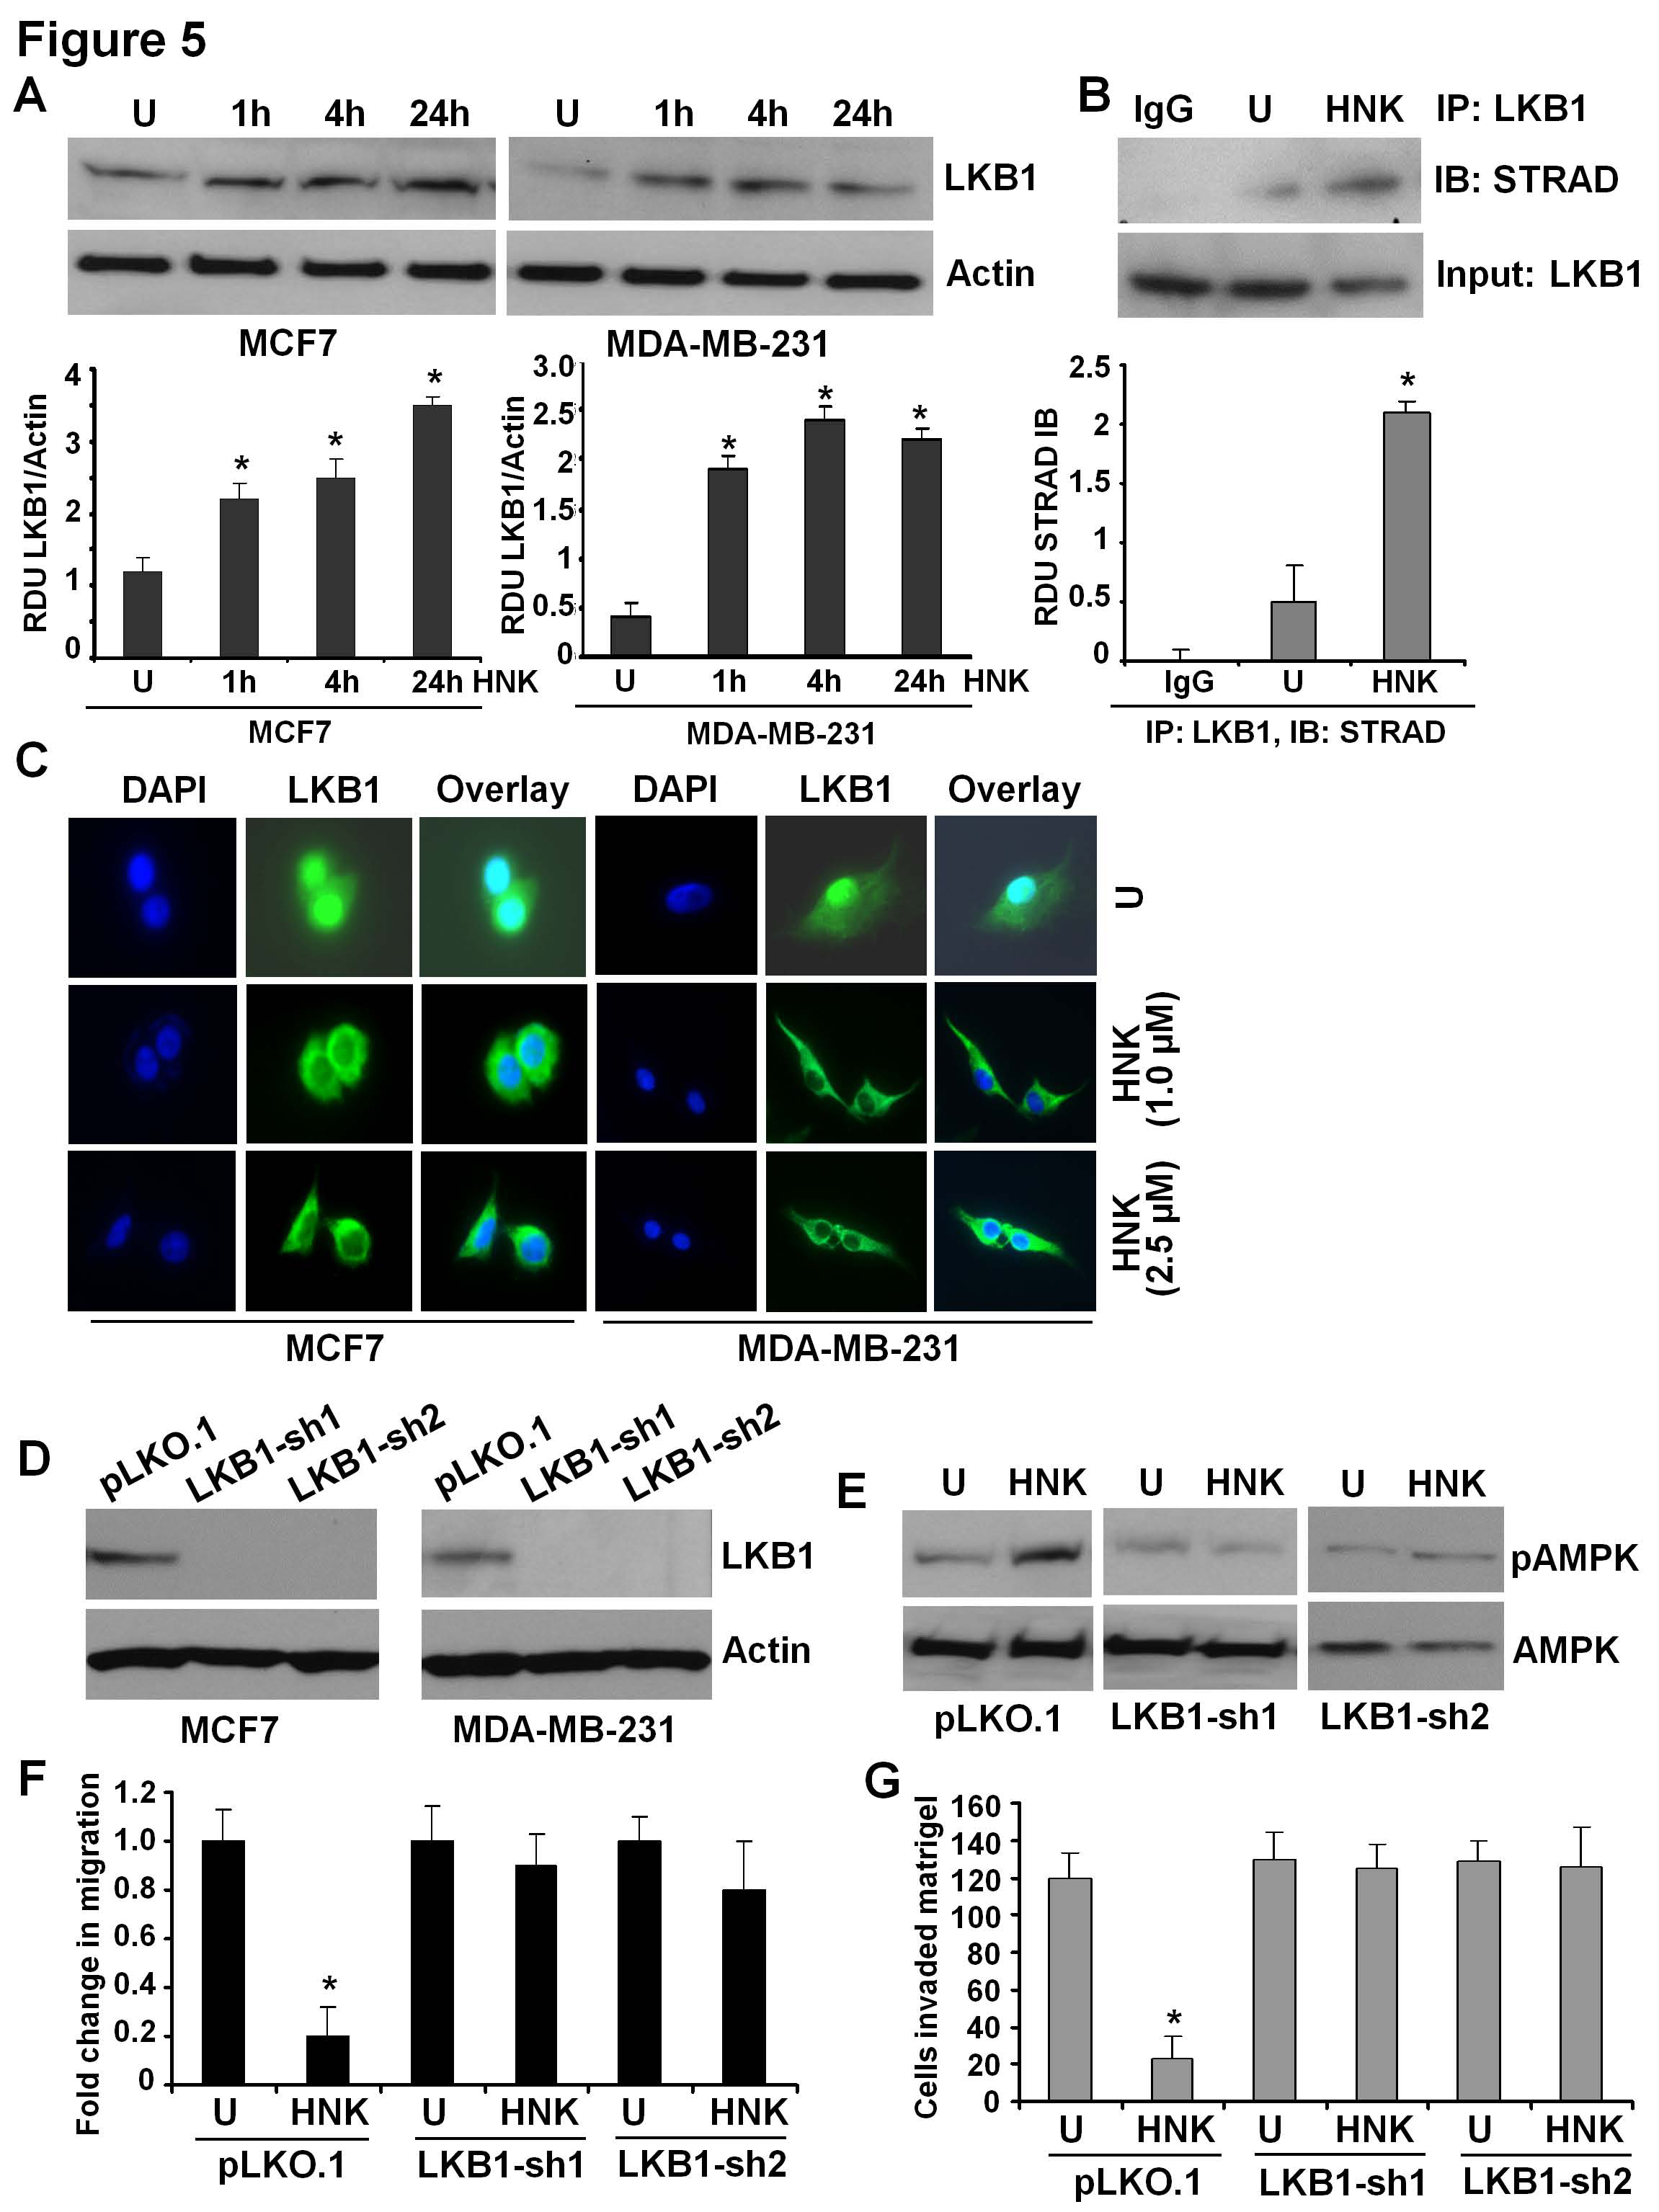 Figure 5
A
U 1h 4h 24h U 1h 4h 24h
LKB1
Actin
MCF7 MDA-MB-231
4
3
2
1
0
RDU LKB1/Actin
* * *
U 1h 4h 24h HNK
MCF7
3.0
2.5
2
1.5
1
0.5
0
RDU LKB1/Actin
* * *
U 1h 4h 24h HNK
MDA-MB-231
B
IgG U HNK IP: LKB1
IB: STRAD
Input: LKB1
2.5
2
1.5
1
0.5
0
RDU STRAD IB
*
IgG U HNK
IP: LKB1, IB: STRAD
C
DAPI LKB1 Overlay DAPI LKB1 Overlay
U
HNK
(1.0 µM)
HNK
(2.5 µM)
MCF7 MDA-MB-231
D
pLKO.1 LKB1-sh1 LKB1-sh2 pLKO.1 LKB1-sh1 LKB1-sh2
LKB1
Actin
MCF7 MDA-MB-231
E
U HNK U HNK U HNK
pAMPK
AMPK
pLKO.1 LKB1-sh1 LKB1-sh2
F
1.2
1.0
0.8
0.6
0.4
0.2
0
Fold change in migration
*
U HNK U HNK U HNK
pLKO.1 LKB1-sh1 LKB1-sh2
G
160
140
120
100
80
60
40
20
0
Cells invaded matrigel
*
U HNK U HNK U HNK
pLKO.1 LKB1-sh1 LKB1-sh2